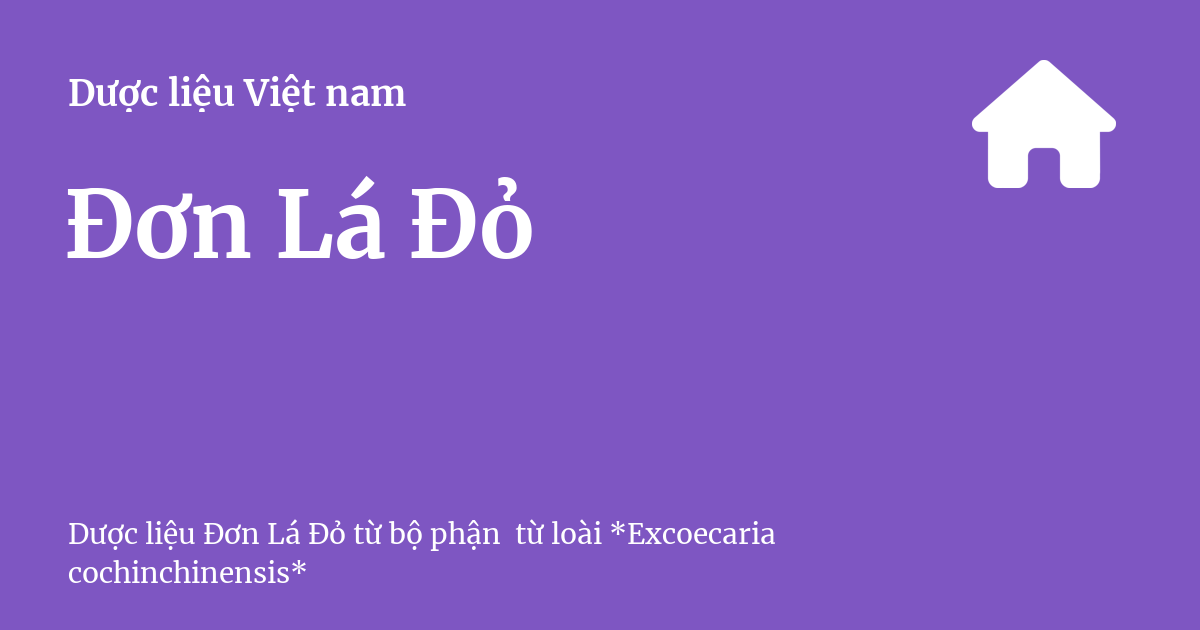 Dược liệu Việt nam
Đơn Lá Đỏ
Dược liệu Đơn Lá Đỏ từ bộ phận  từ loài *Excoecaria
cochinchinensis*